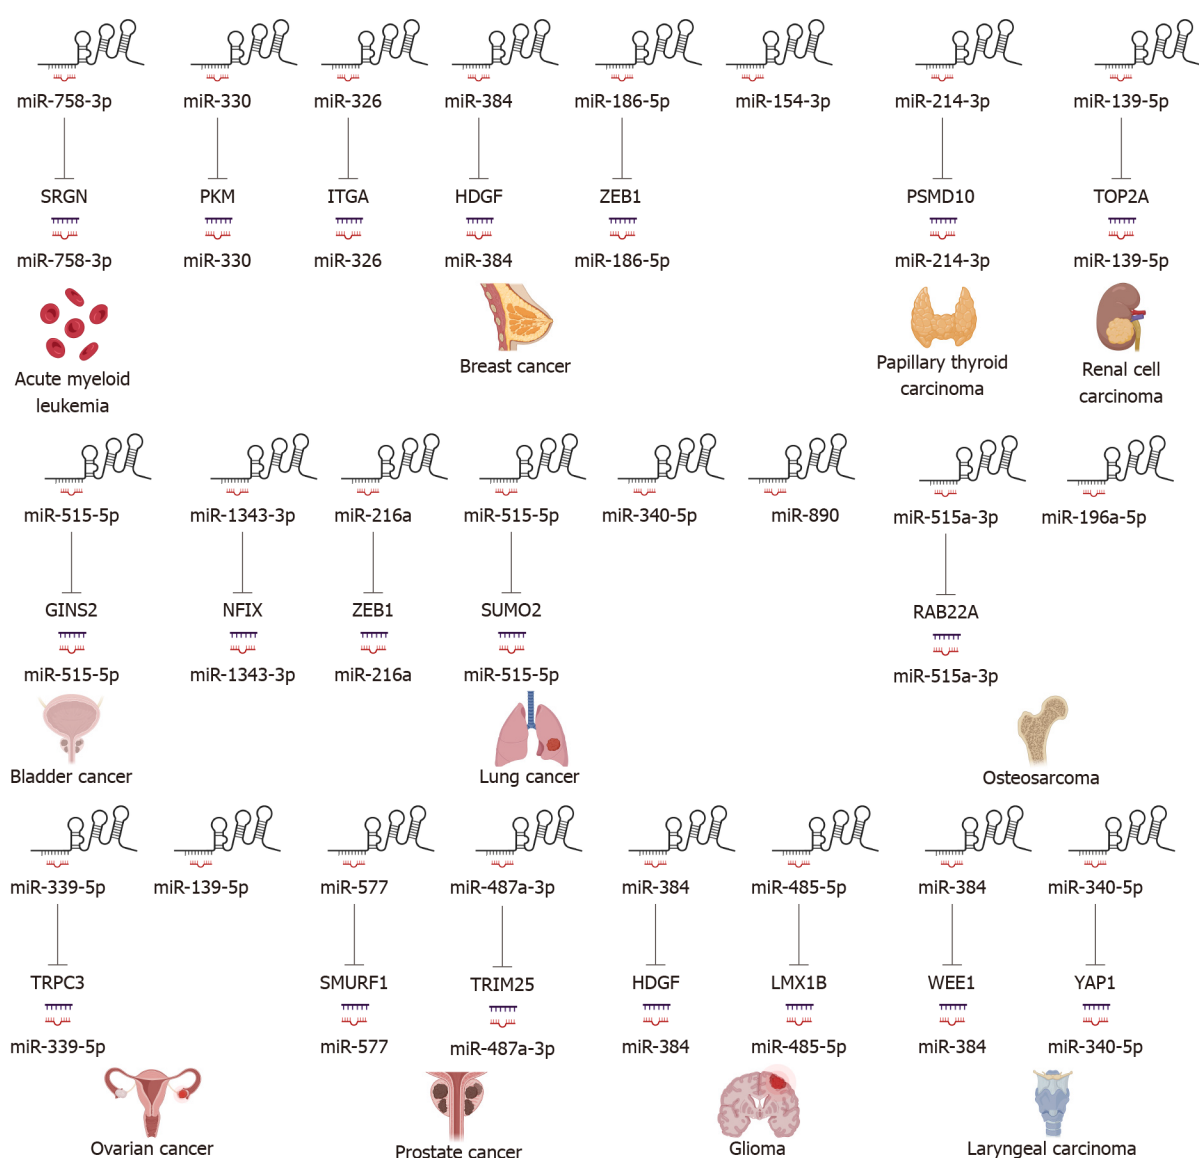 miR-758-3p
miR-330
miR-326
miR-384
miR-186-5p
miR-154-3p
miR-214-3p
miR-139-5p
SRGN
PKM
ITGA
HDGF
ZEB1
PSMD10
TOP2A
miR-758-3p
miR-330
miR-326
miR-384
miR-186-5p
miR-214-3p
miR-139-5p
Acute myeloid
leukemia
Breast cancer
Papillary thyroid
carcinoma
Renal cell
carcinoma
miR-515-5p
miR-1343-3p
miR-216a
miR-515-5p
miR-340-5p
miR-890
miR-515a-3p
miR-196a-5p
GINS2
NFIX
ZEB1
SUMO2
RAB22A
miR-515-5p
miR-1343-3p
miR-216a
miR-515-5p
miR-515a-3p
Bladder cancer
Lung cancer
Osteosarcoma
miR-339-5p
miR-139-5p
miR-577
miR-487a-3p
miR-384
miR-485-5p
miR-384
miR-340-5p
TRPC3
SMURF1
TRIM25
HDGF
LMX1B
WEE1
YAP1
miR-339-5p
miR-577
miR-487a-3p
miR-384
miR-485-5p
miR-384
miR-340-5p
Ovarian cancer
Prostate cancer
Glioma
Laryngeal carcinoma